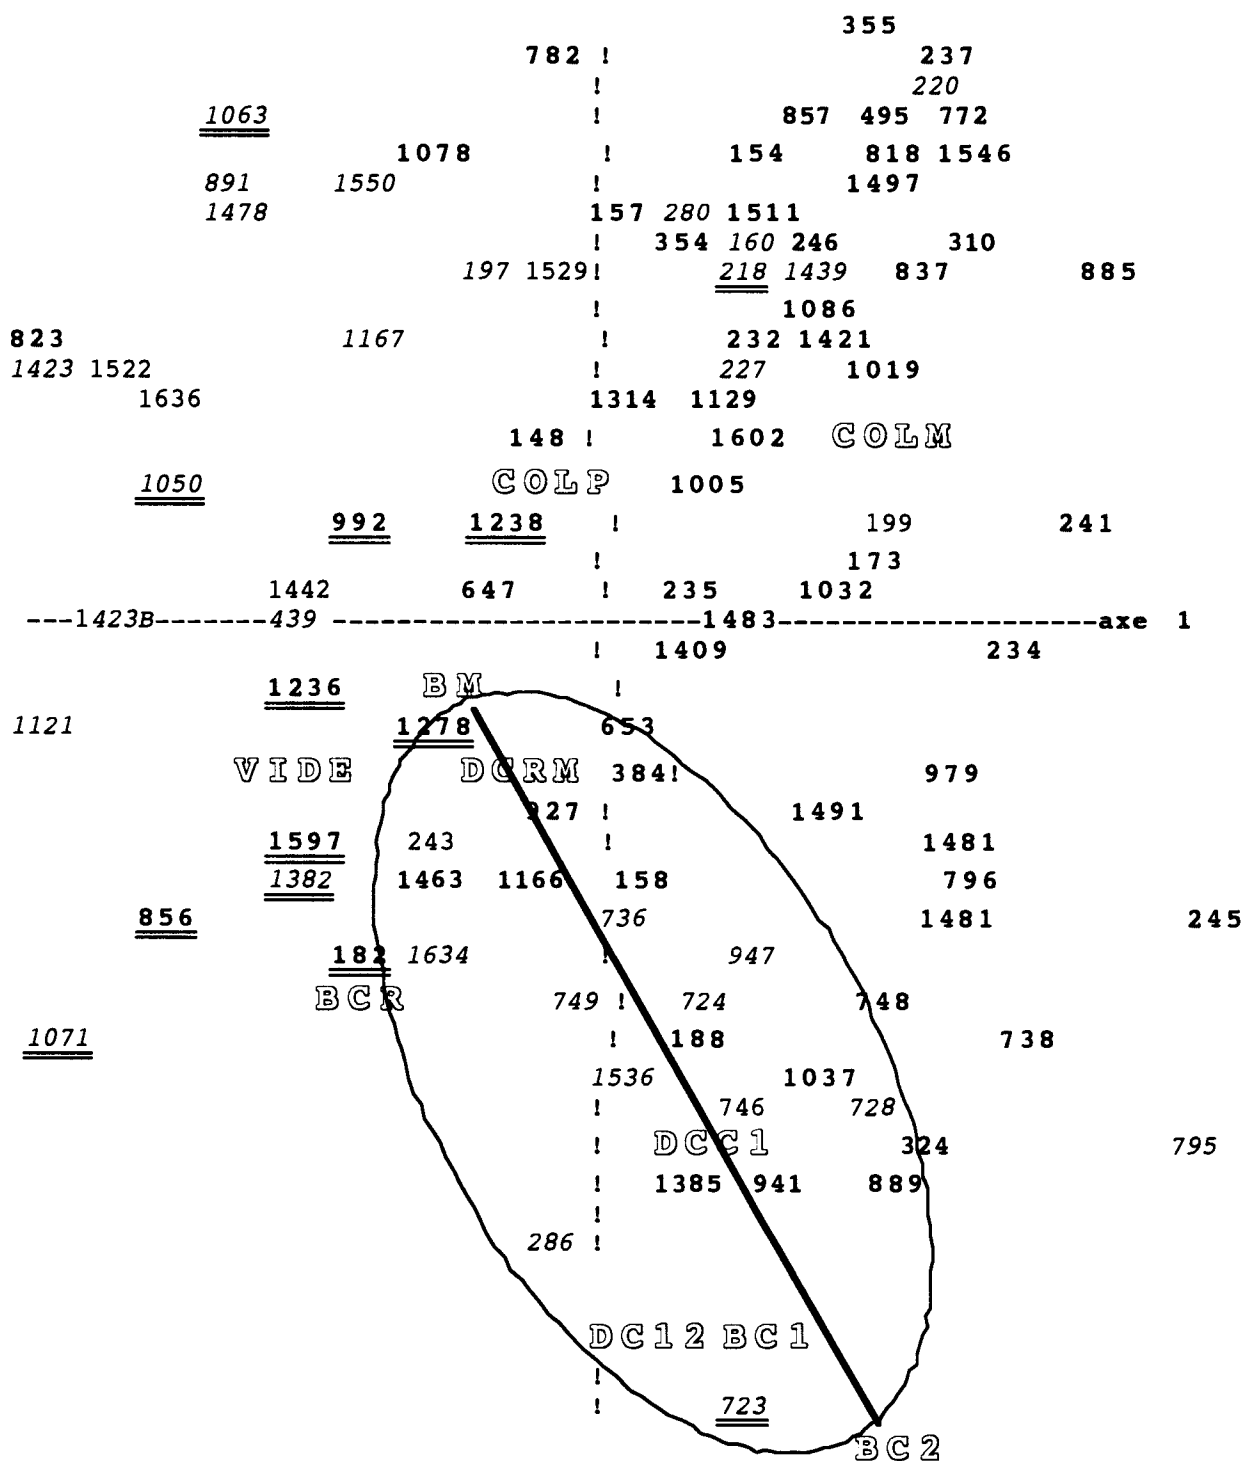 355
782 ! 237
! 220
1063 ! 857 495 772
1078 ! 154 818 1546
891 1550 ! 1497
1478 157 280 1511
! 354 160 246 310
197 1529! 218 1439 837 885
! 1086
823 1167 ! 232 1421
1423 1522 ! 227 1019
1636 1314 1129
148 ! 1602 COLM
1050 COLP 1005
992 1238 ! 199 241
! 173
1442 647 ! 235 1032
---1423B-------439 -----------------------1483--------------------axe 1
! 1409 234
1236 BM !
1121 1278 653
VIDE DCRM 384! 979
927 ! 1491
1597 243 ! 1481
1382 1463 1166 158 796
856 736 1481 245
182 1634 ! 947
BCR 749 ! 724 748
1071 ! 188 738
1536 1037
! 746 728
! DCC1 324 795
! 1385 941 889
!
286 !
DC12 BC1
!
! 723
BC2